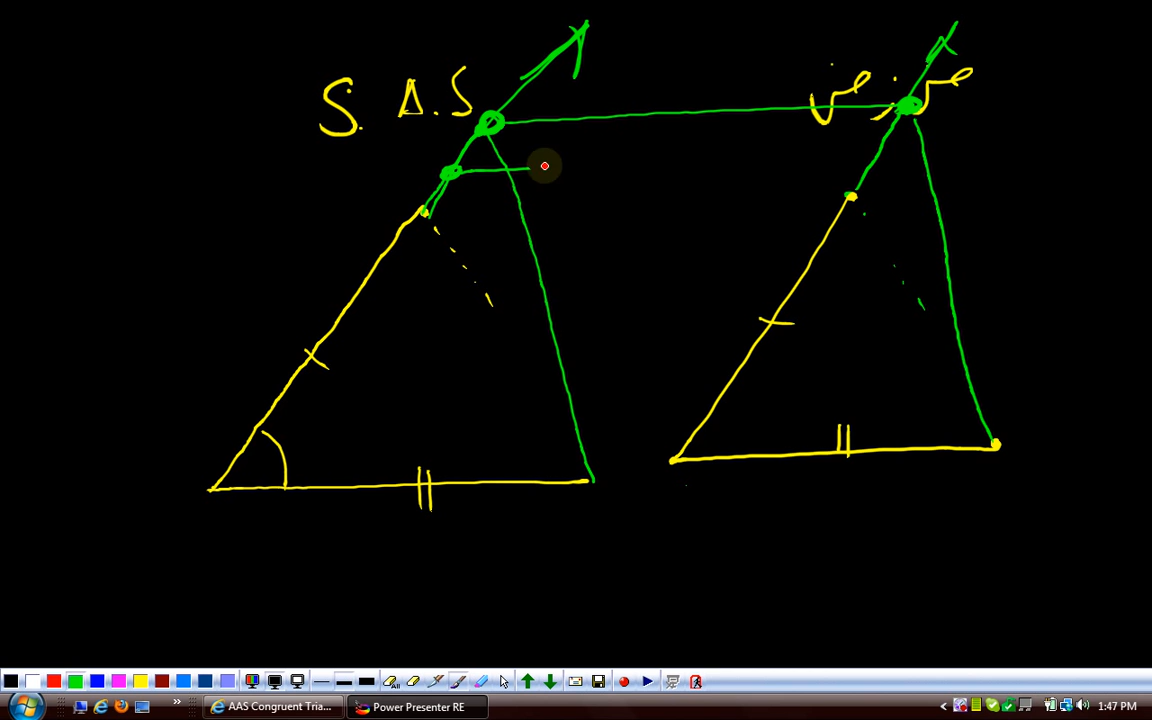 S. A. S
AAS Congruent Tria...
Power Presenter RE
1:47 PM